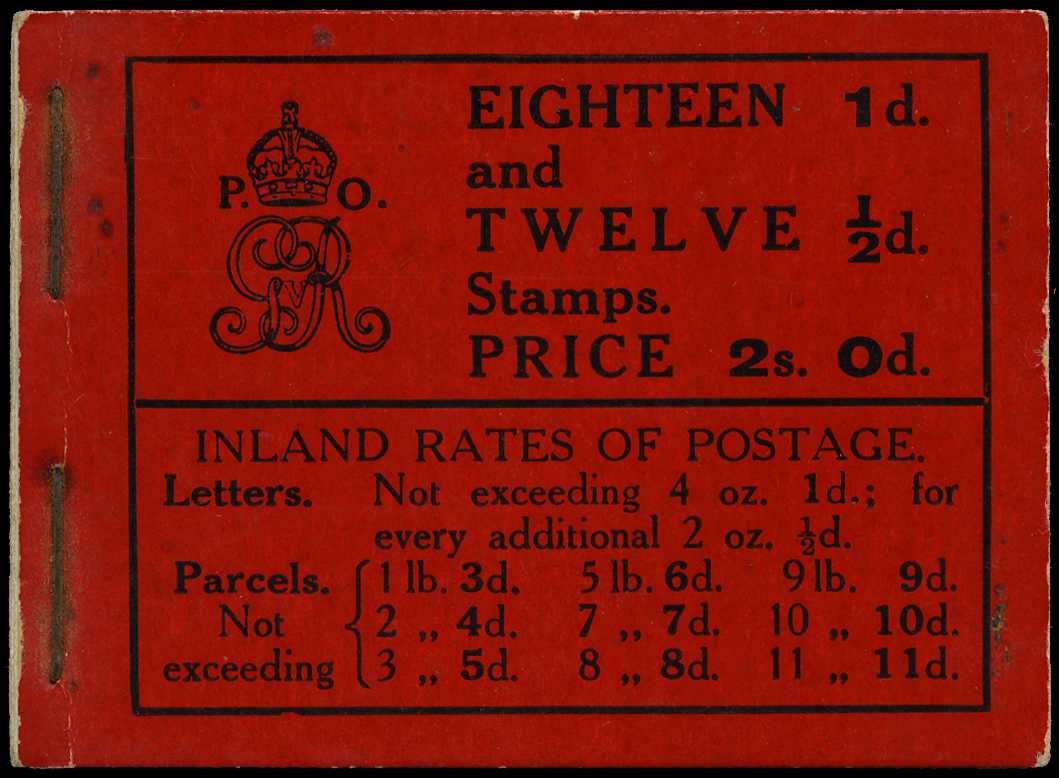 EIGHTEEN 1d.
and
TWELVE ½d.
Stamps.
PRICE 2s. 0d.
P. O.
GvR
INLAND RATES OF POSTAGE.
Letters. Not exceeding 4 oz. 1d.; for
every additional 2 oz. ½d.
Parcels. 1 lb. 3d. 5 lb. 6d. 9 lb. 9d.
Not 2 „ 4d. 7 „ 7d. 10 „ 10d.
exceeding 3 „ 5d. 8 „ 8d. 11 „ 11d.